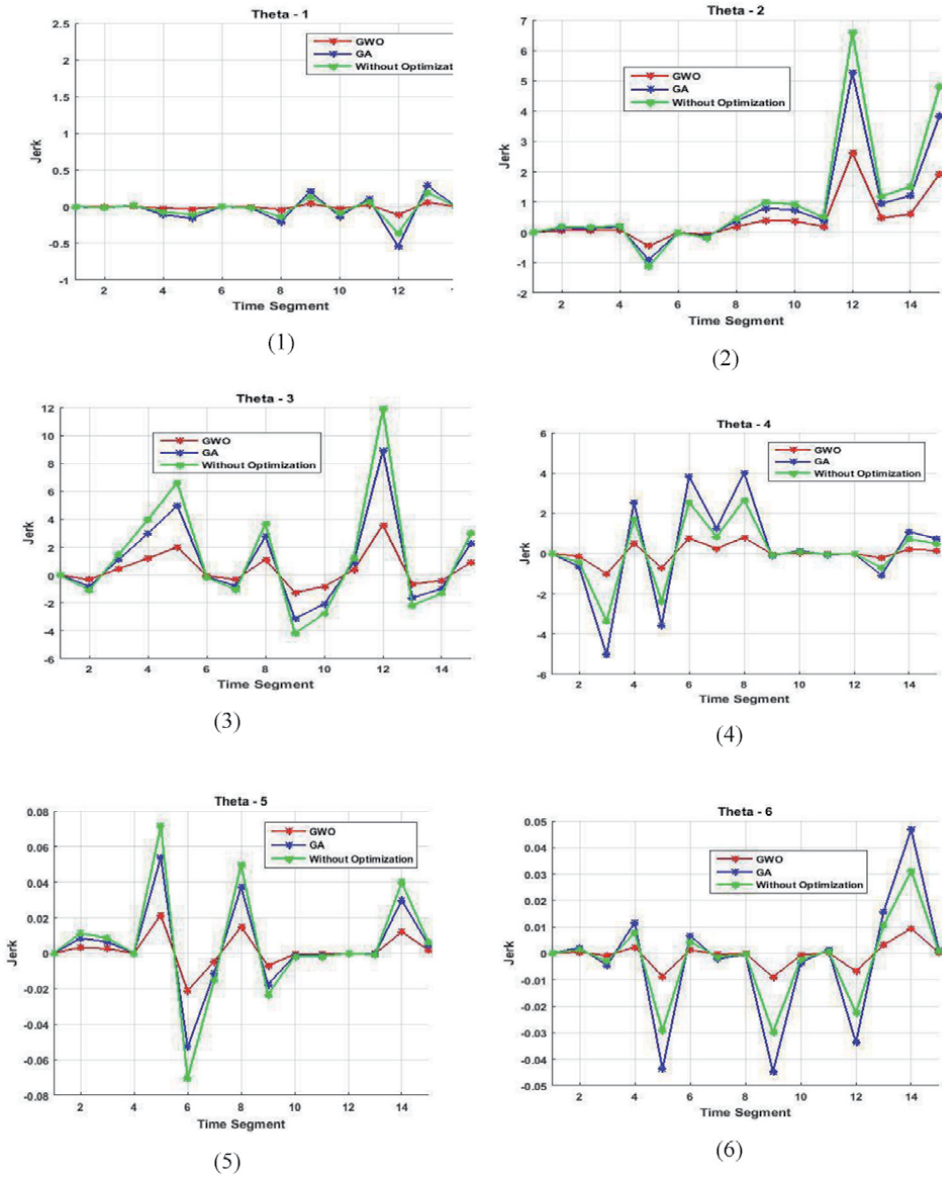 Theta - 1
2.5
2
1.5
1
0.5
0
-0.5
-1
Jerk
GWO
GA
Without Optimizatio
2 4 6 8 10 12
Time Segment
(1)
Theta - 2
7
6
5
4
3
2
1
0
-1
-2
Jerk
GWO
GA
Without Optimization
2 4 6 8 10 12 14
Time Segment
(2)
Theta - 3
12
10
8
6
4
2
0
-2
-4
-6
Jerk
GWO
GA
Without Optimization
2 4 6 8 10 12 14
Time Segment
(3)
Theta - 4
6
4
2
0
-2
-4
-6
Jerk
GWO
GA
Without Optimization
2 4 6 8 10 12 14
Time Segment
(4)
Theta - 5
0.08
0.06
0.04
0.02
0
-0.02
-0.04
-0.06
-0.08
Jerk
GWO
GA
Without Optimization
2 4 6 8 10 12 14
Time Segment
(5)
Theta - 6
0.05
0.04
0.03
0.02
0.01
0
-0.01
-0.02
-0.03
-0.04
-0.05
Jerk
GWO
GA
Without Optimization
2 4 6 8 10 12 14
Time Segment
(6)